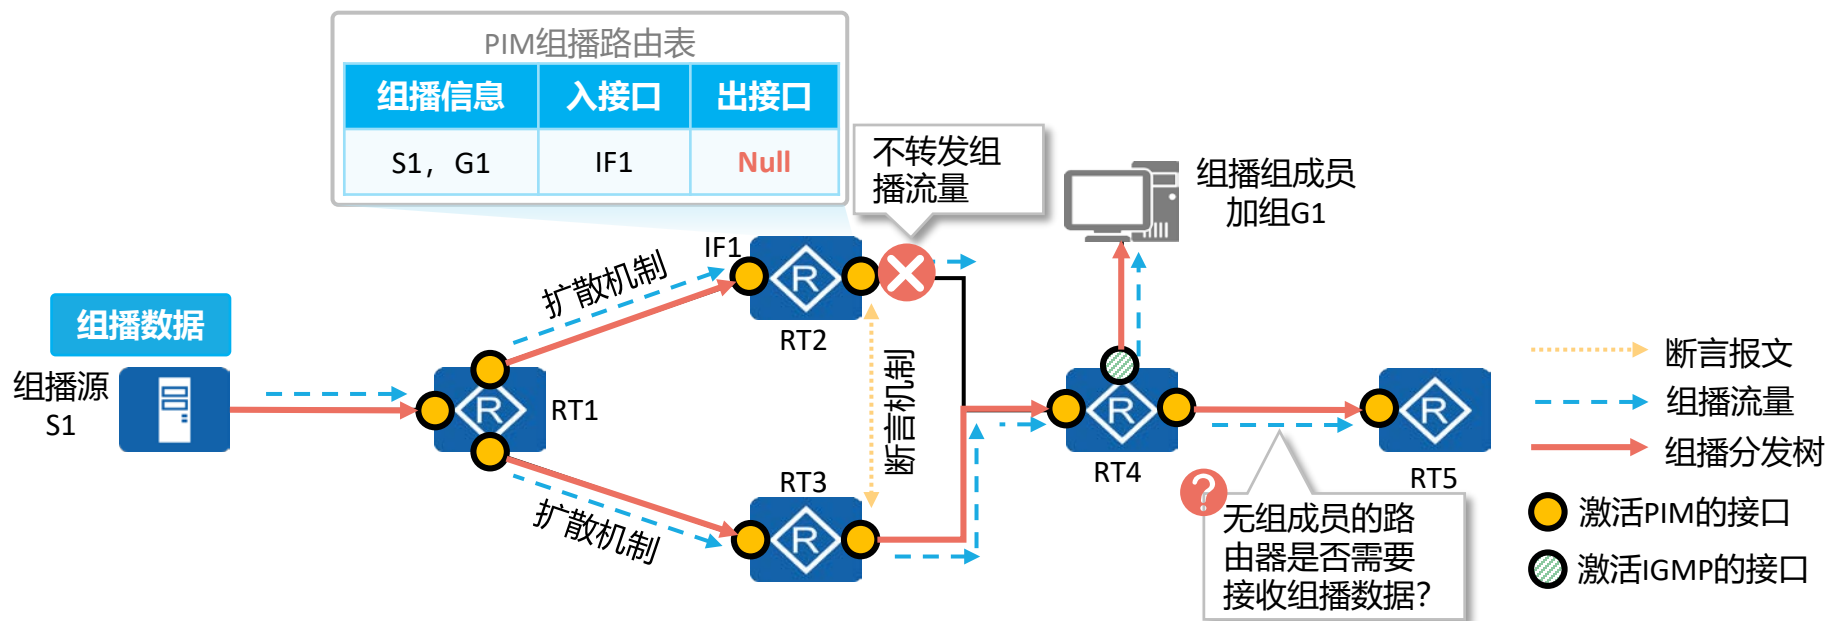 PIM组播路由表
组播信息 入接口 出接口
S1，G1 IF1 Null
不转发组
播流量
组播组成员
加组G1
IF1
扩散机制
R
RT2
组播数据
组播源
S1
R
RT1
断言机制
扩散机制
RT3
R
R
RT4
R
RT5
?
无组成员的路
由器是否需要
接收组播数据？
断言报文
组播流量
组播分发树
激活PIM的接口
激活IGMP的接口